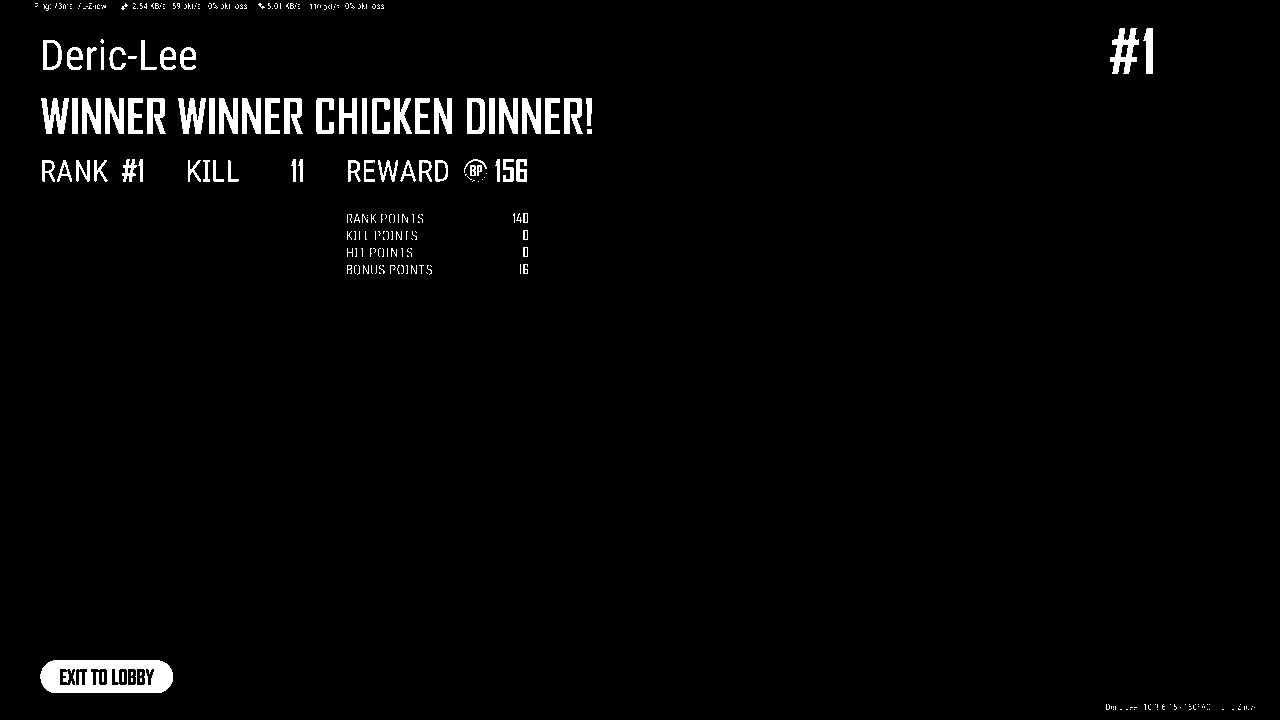 Deric-Lee
#1
WINNER WINNER CHICKEN DINNER!
RANK #1 KILL 11 REWARD BP 156
RANK POINTS 140
KILL POINTS 0
HIT POINTS 0
BONUS POINTS 16
EXIT TO LOBBY